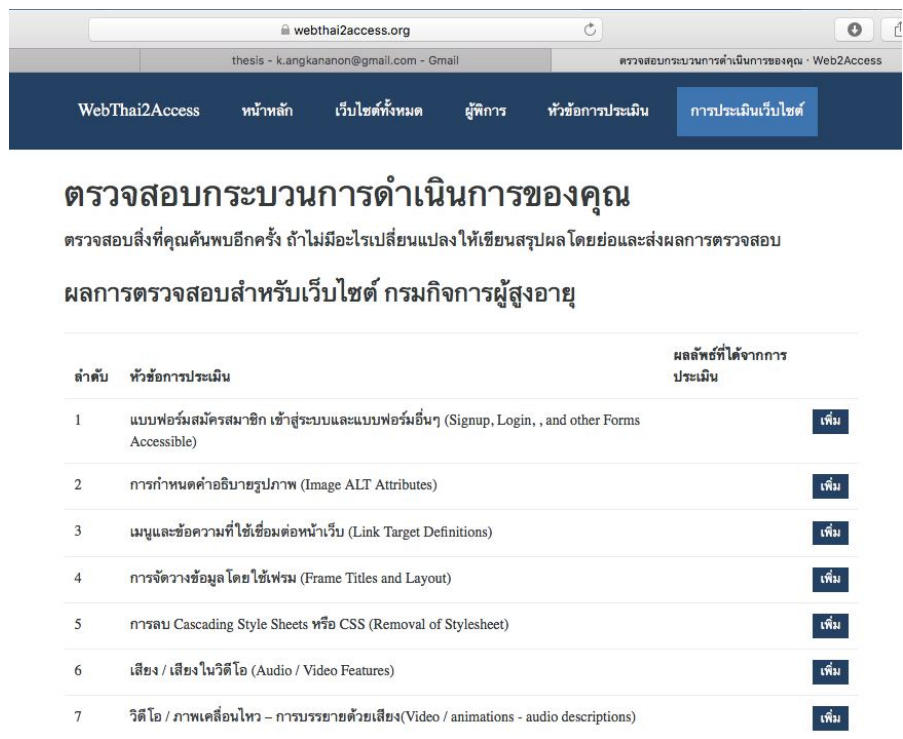 webthai2access.org
thesis - k.angkananon@gmail.com - Gmail
ตรวจสอบกระบวนการดำเนินการของคุณ · Web2Access
WebThai2Access หน้าหลัก เว็บไซต์ทั้งหมด ผู้พิการ หัวข้อการประเมิน การประเมินเว็บไซต์
ตรวจสอบกระบวนการดำเนินการของคุณ
ตรวจสอบสิ่งที่คุณค้นพบอีกครั้ง ถ้าไม่มีอะไรเปลี่ยนแปลงให้เขียนสรุปผลโดยย่อและส่งผลการตรวจสอบ
ผลการตรวจสอบสำหรับเว็บไซต์ กรมกิจการผู้สูงอายุ
ลำดับ หัวข้อการประเมิน ผลลัพธ์ที่ได้จากการ
ประเมิน
1 แบบฟอร์มสมัครสมาชิก เข้าสู่ระบบและแบบฟอร์มอื่นๆ (Signup, Login, , and other Forms เพิ่ม
Accessible)
2 การกำหนดคำอธิบายรูปภาพ (Image ALT Attributes) เพิ่ม
3 เมนูและข้อความที่ใช้เชื่อมต่อหน้าเว็บ (Link Target Definitions) เพิ่ม
4 การจัดวางข้อมูลโดยใช้เฟรม (Frame Titles and Layout) เพิ่ม
5 การลบ Cascading Style Sheets หรือ CSS (Removal of Stylesheet) เพิ่ม
6 เสียง / เสียงในวิดีโอ (Audio / Video Features) เพิ่ม
7 วิดีโอ / ภาพเคลื่อนไหว – การบรรยายด้วยเสียง(Video / animations - audio descriptions) เพิ่ม